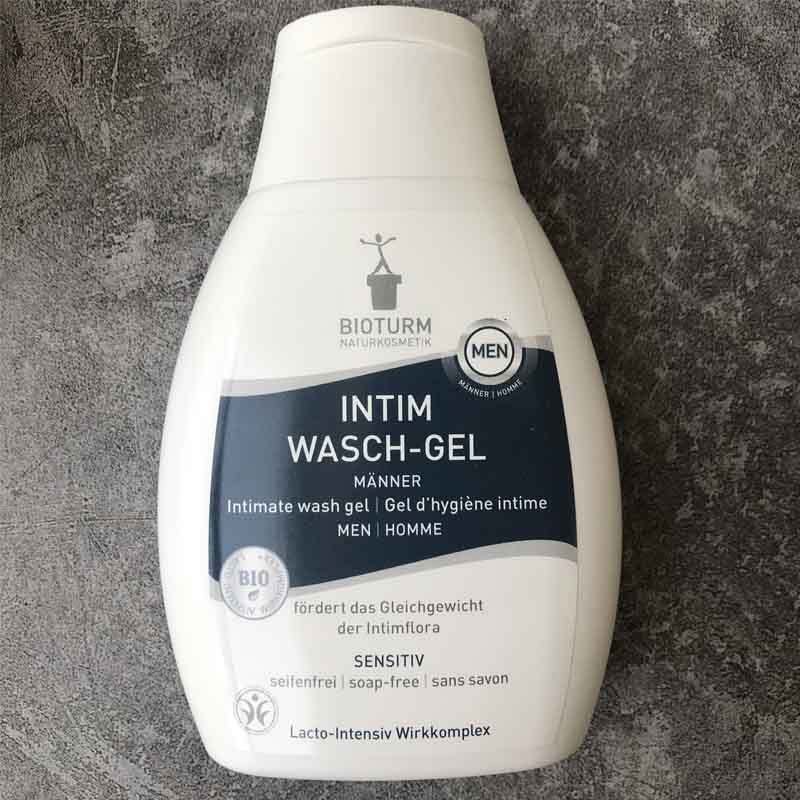 BIOTURM
NATURKOSMETIK
MEN
MÄNNER | HOMME
INTIM
WASCH-GEL
MÄNNER
Intimate wash gel | Gel d'hygiène intime
MEN | HOMME
BIO
fördert das Gleichgewicht
der Intimflora
SENSITIV
seifenfrei | soap-free | sans savon
Lacto-Intensiv Wirkkomplex